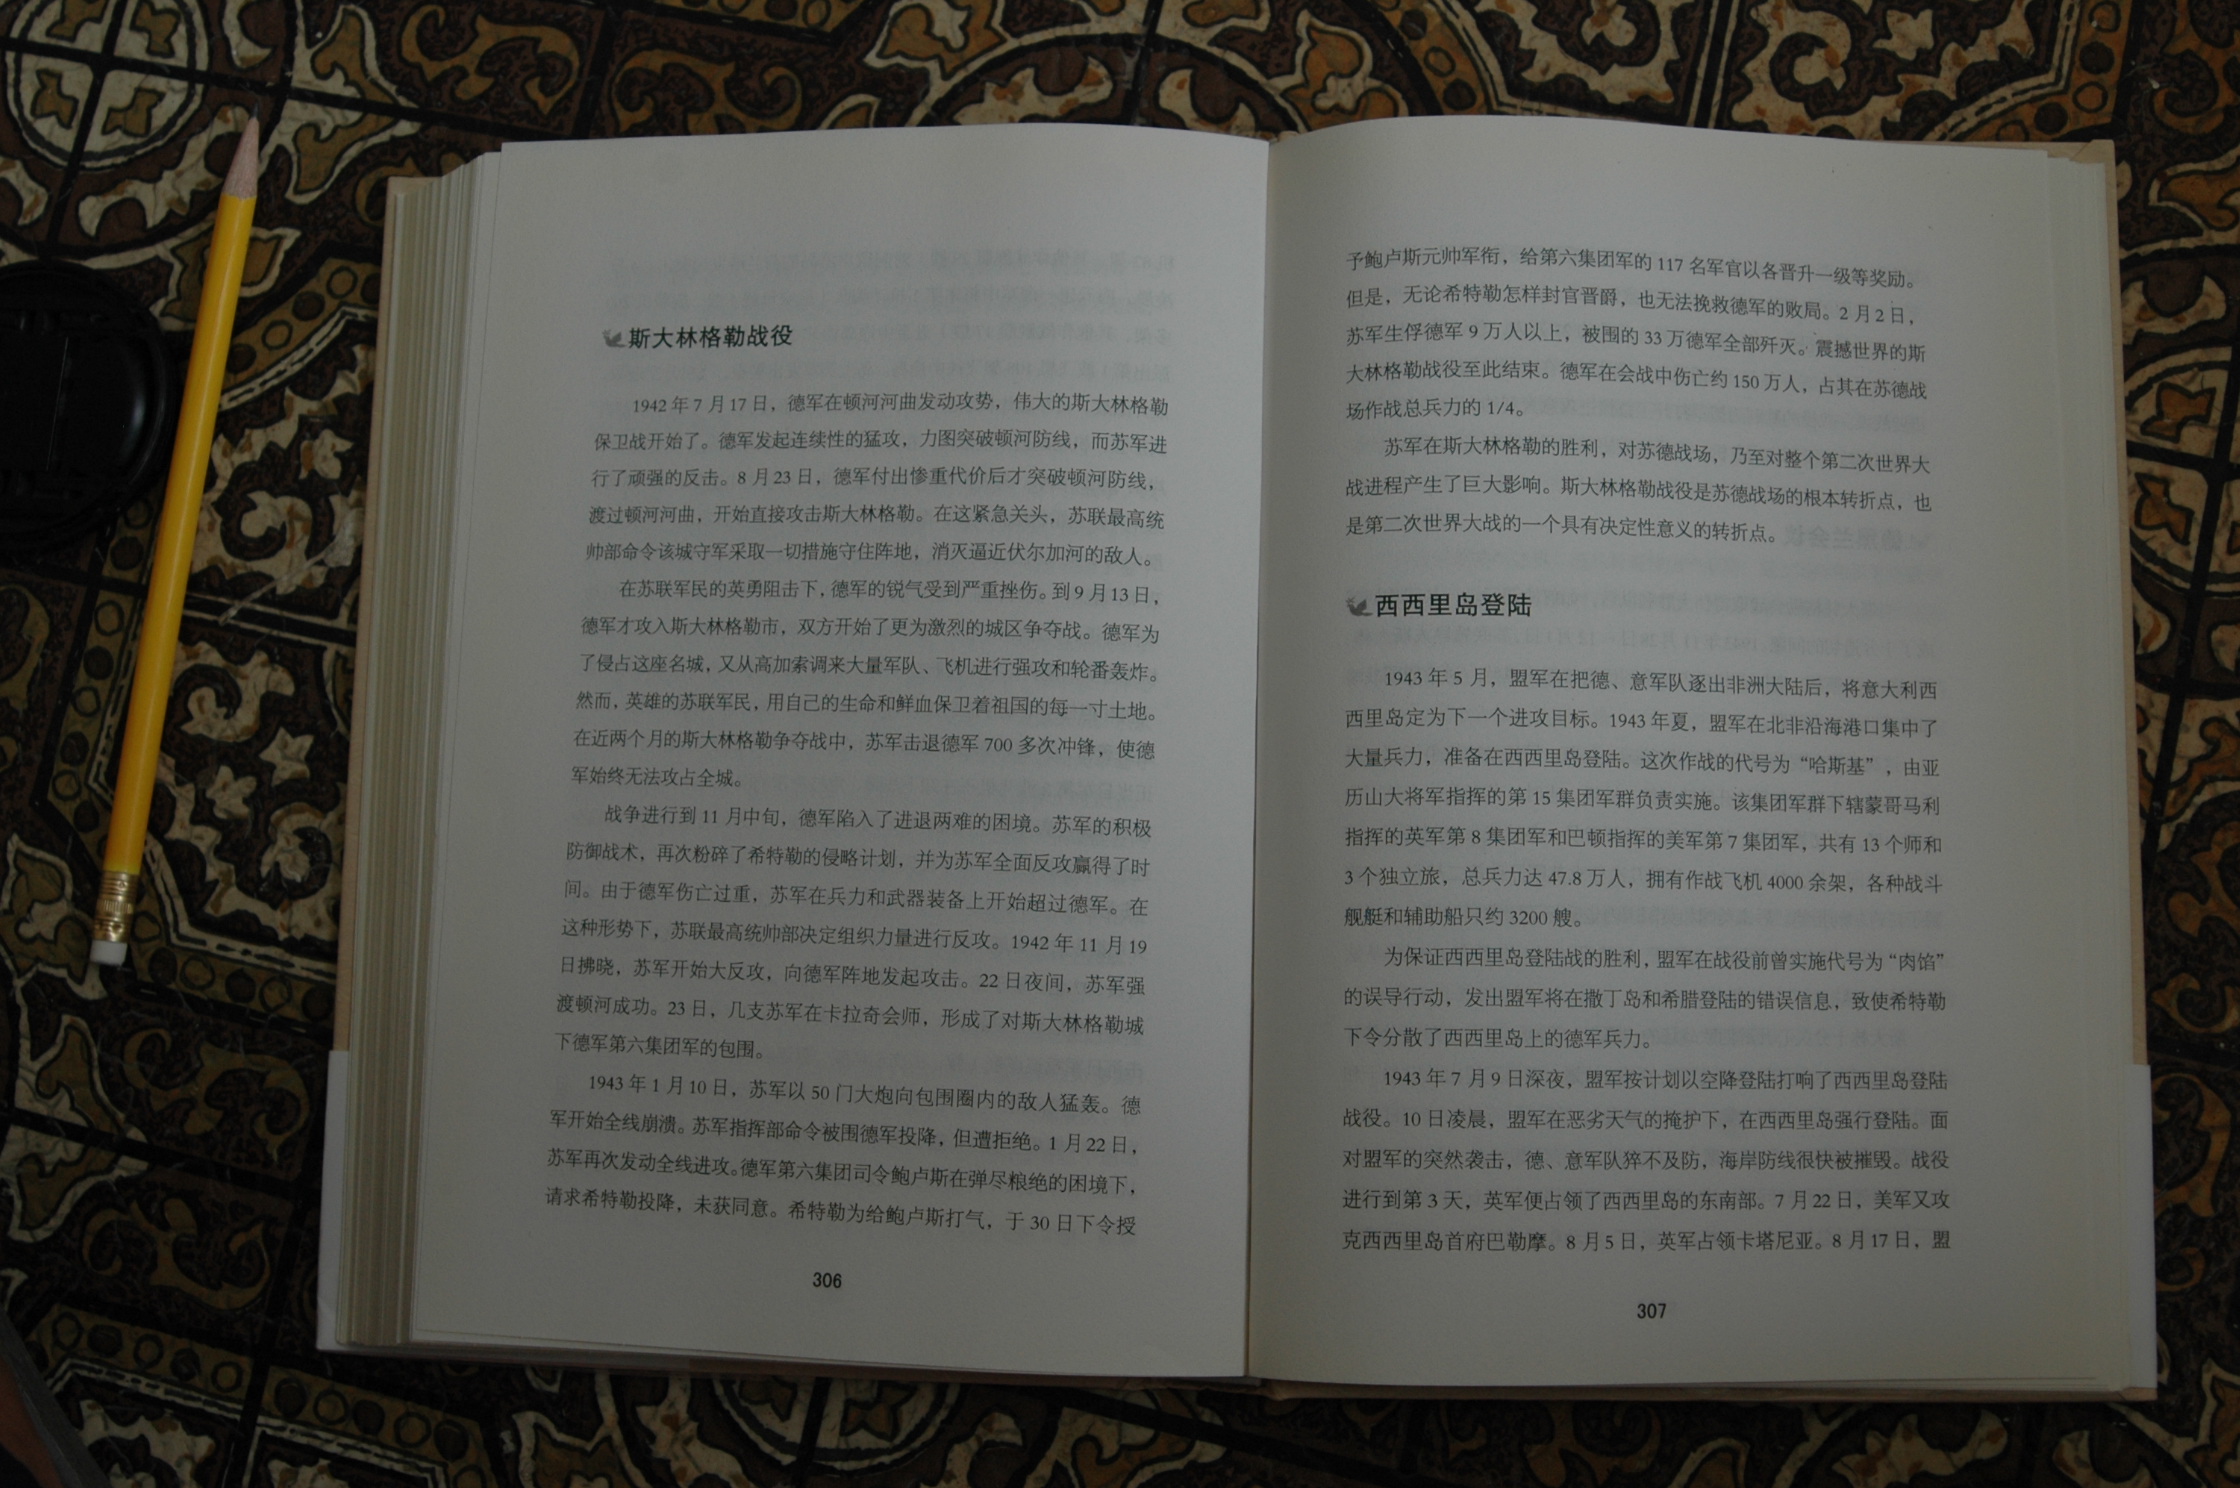 斯大林格勒战役
1942 年 7 月 17 日，德军在顿河河曲发动攻势，伟大的斯大林格勒
保卫战开始了。德军发起连续性的猛攻，力图突破顿河防线，而苏军进
行了顽强的反击。8 月 23 日，德军付出惨重代价后才突破顿河防线，
渡过顿河河曲，开始直接攻击斯大林格勒。在这紧急关头，苏联最高统
帅部命令该城守军采取一切措施守住阵地，消灭逼近伏尔加河的敌人。
在苏联军民的英勇阻击下，德军的锐气受到严重挫伤。到 9 月 13 日，
德军才攻入斯大林格勒市，双方开始了更为激烈的城区争夺战。德军为
了侵占这座名城，又从高加索调来大量军队、飞机进行强攻和轮番轰炸。
然而，英雄的苏联军民，用自己的生命和鲜血保卫着祖国的每一寸土地。
在近两个月的斯大林格勒争夺战中，苏军击退德军 700 多次冲锋，使德
军始终无法攻占全城。
战争进行到 11 月中旬，德军陷入了进退两难的困境。苏军的积极
防御战术，再次粉碎了希特勒的侵略计划，并为苏军全面反攻赢得了时
间。由于德军伤亡过重，苏军在兵力和武器装备上开始超过德军。在
这种形势下，苏联最高统帅部决定组织力量进行反攻。1942 年 11 月 19
日拂晓，苏军开始大反攻，向德军阵地发起攻击。22 日夜间，苏军强
渡顿河成功。23 日，几支苏军在卡拉奇会师，形成了对斯大林格勒城
下德军第六集团军的包围。
1943 年 1 月 10 日，苏军以 50 门大炮向包围圈内的敌人猛轰。德
军开始全线崩溃。苏军指挥部命令被围德军投降，但遭拒绝。1 月 22 日，
苏军再次发动全线进攻。德军第六集团司令鲍卢斯在弹尽粮绝的困境下，
请求希特勒投降，未获同意。希特勒为给鲍卢斯打气，于 30 日下令授
306
予鲍卢斯元帅军衔，给第六集团军的 117 名军官以各晋升一级等奖励。
但是，无论希特勒怎样封官晋爵，也无法挽救德军的败局。2 月 2 日，
苏军生俘德军 9 万人以上，被围的 33 万德军全部歼灭。震撼世界的斯
大林格勒战役至此结束。德军在会战中伤亡约 150 万人，占其在苏德战
场作战总兵力的 1/4。
苏军在斯大林格勒的胜利，对苏德战场，乃至对整个第二次世界大
战进程产生了巨大影响。斯大林格勒战役是苏德战场的根本转折点，也
是第二次世界大战的一个具有决定性意义的转折点。
西西里岛登陆
1943 年 5 月，盟军在把德、意军队逐出非洲大陆后，将意大利西
西里岛定为下一个进攻目标。1943 年夏，盟军在北非沿海港口集中了
大量兵力，准备在西西里岛登陆。这次作战的代号为“哈斯基”，由亚
历山大将军指挥的第 15 集团军群负责实施。该集团军群下辖蒙哥马利
指挥的英军第 8 集团军和巴顿指挥的美军第 7 集团军，共有 13 个师和
3 个独立旅，总兵力达 47.8 万人，拥有作战飞机 4000 余架，各种战斗
舰艇和辅助船只约 3200 艘。
为保证西西里岛登陆战的胜利，盟军在战役前曾实施代号为“肉馅”
的误导行动，发出盟军将在撒丁岛和希腊登陆的错误信息，致使希特勒
下令分散了西西里岛上的德军兵力。
1943 年 7 月 9 日深夜，盟军按计划以空降登陆打响了西西里岛登陆
战役。10 日凌晨，盟军在恶劣天气的掩护下，在西西里岛强行登陆。面
对盟军的突然袭击，德、意军队猝不及防，海岸防线很快被摧毁。战役
进行到第 3 天，英军便占领了西西里岛的东南部。7 月 22 日，美军又攻
克西西里岛首府巴勒摩。8 月 5 日，英军占领卡塔尼亚。8 月 17 日，盟
307